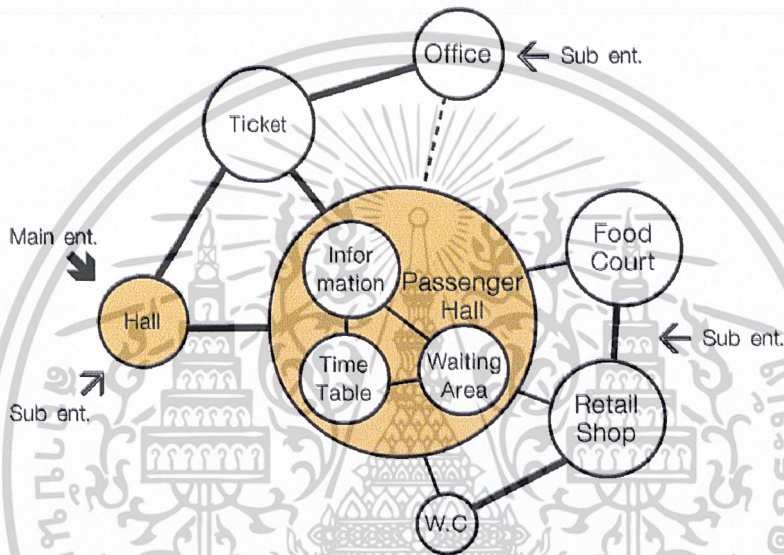 Office
Sub ent.
Ticket
Main ent.
Infor
mation
Passenger
Hall
Food
Court
Hall
Sub ent.
Time
Table
Waiting
Area
Sub ent.
Retail
Shop
W.C